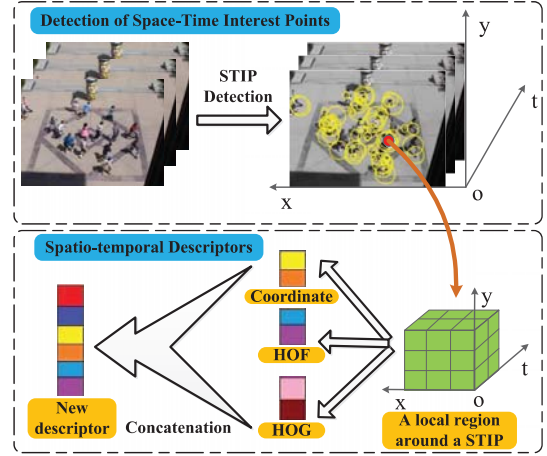 Detection of Space-Time Interest Points
STIP
Detection
y
t
x
o
Spatio-temporal Descriptors
Coordinate
HOF
HOG
New
descriptor
Concatenation
y
t
x
o
A local region
around a STIP